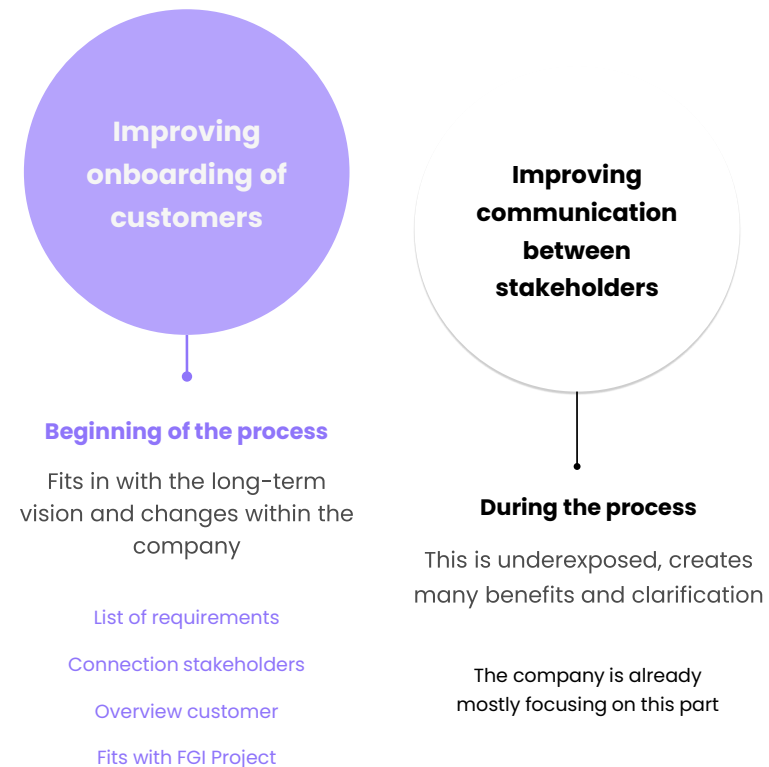 Improving
onboarding of
customers
Beginning of the process
Fits in with the long-term
vision and changes within the
company
List of requirements
Connection stakeholders
Overview customer
Fits with FGI Project
Improving
communication
between
stakeholders
During the process
This is underexposed, creates
many benefits and clarification
The company is already
mostly focusing on this part